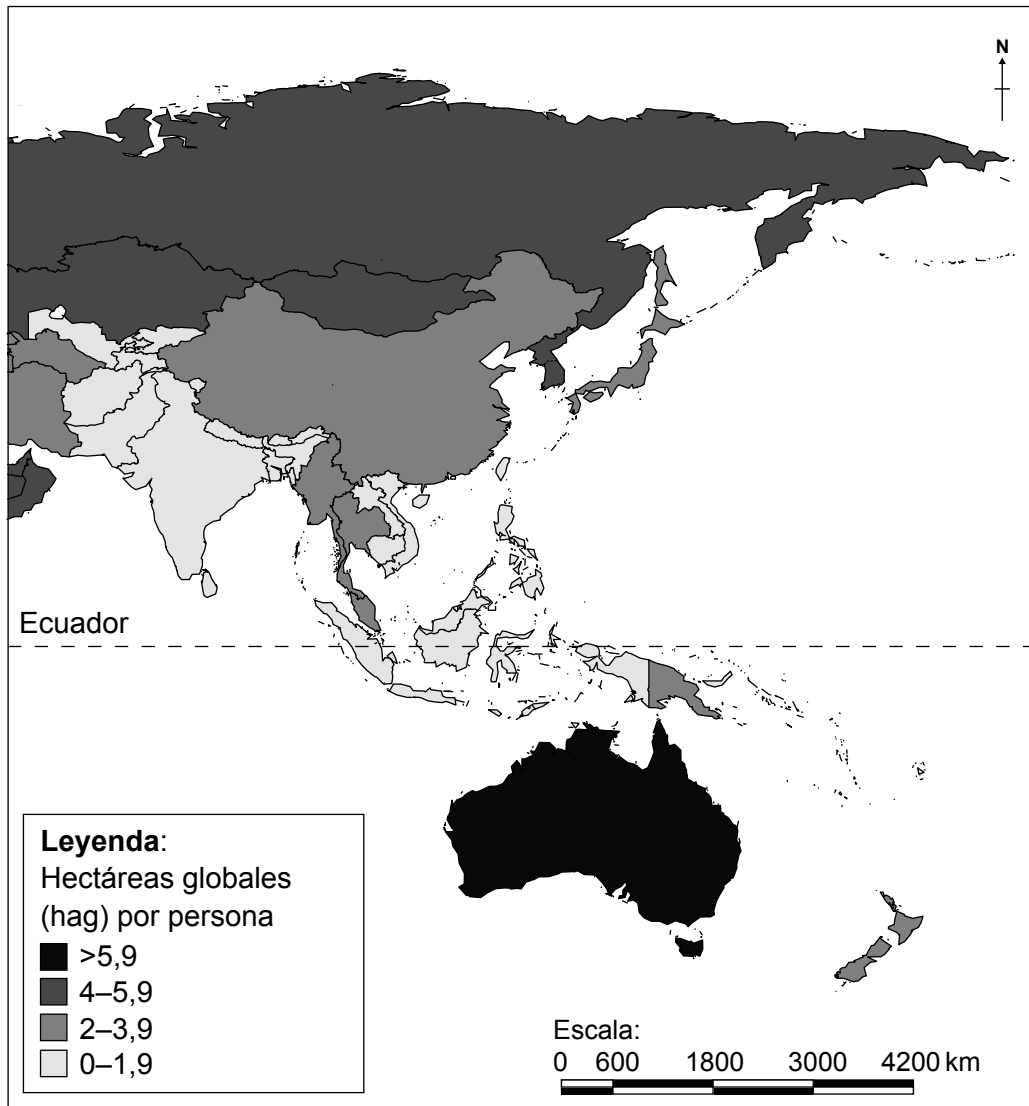 N
Ecuador
Leyenda:
Hectáreas globales
(hag) por persona
>5,9
4–5,9
2–3,9
0–1,9
Escala:
0 600 1800 3000 4200 km